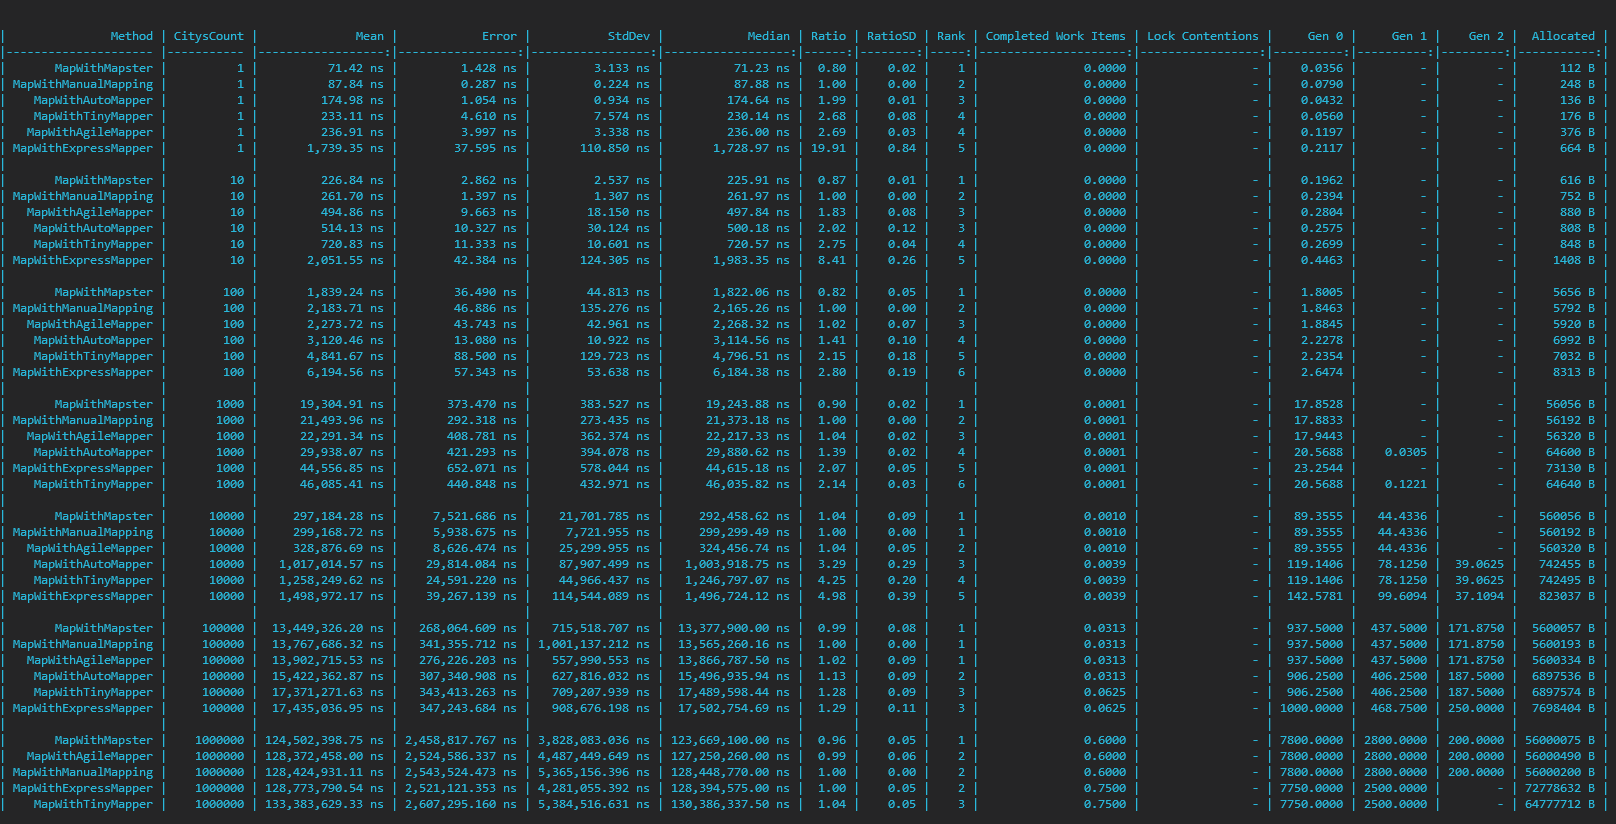 | Method | CitysCount | Mean | Error | StdDev | Median | Ratio | RatioSD | Rank | Completed Work Items | Lock Contentions | Gen 0 | Gen 1 | Gen 2 | Allocated |
|--------------------- |----------- |-----------------:|---------------:|---------------:|-----------------:|------:|--------:|-----:|---------------------:|-----------------:|----------:|----------:|---------:|-----------:|
| MapWithMapster | 1 | 71.42 ns | 1.428 ns | 3.133 ns | 71.23 ns | 0.80 | 0.02 | 1 | 0.0000 | - | 0.0356 | - | - | 112 B |
| MapWithManualMapping | 1 | 87.84 ns | 0.287 ns | 0.224 ns | 87.88 ns | 1.00 | 0.00 | 2 | 0.0000 | - | 0.0790 | - | - | 248 B |
| MapWithAutoMapper | 1 | 174.98 ns | 1.054 ns | 0.934 ns | 174.64 ns | 1.99 | 0.01 | 3 | 0.0000 | - | 0.0432 | - | - | 136 B |
| MapWithTinyMapper | 1 | 233.11 ns | 4.610 ns | 7.574 ns | 230.14 ns | 2.68 | 0.08 | 4 | 0.0000 | - | 0.0560 | - | - | 176 B |
| MapWithAgileMapper | 1 | 236.91 ns | 3.997 ns | 3.338 ns | 236.00 ns | 2.69 | 0.03 | 4 | 0.0000 | - | 0.1197 | - | - | 376 B |
| MapWithExpressMapper | 1 | 1,739.35 ns | 37.595 ns | 110.850 ns | 1,728.97 ns | 19.91 | 0.84 | 5 | 0.0000 | - | 0.2117 | - | - | 664 B |
| | | | | | | | | | | | | | | |
| MapWithMapster | 10 | 226.84 ns | 2.862 ns | 2.537 ns | 225.91 ns | 0.87 | 0.01 | 1 | 0.0000 | - | 0.1962 | - | - | 616 B |
| MapWithManualMapping | 10 | 261.70 ns | 1.397 ns | 1.307 ns | 261.97 ns | 1.00 | 0.00 | 2 | 0.0000 | - | 0.2394 | - | - | 752 B |
| MapWithAgileMapper | 10 | 494.86 ns | 9.663 ns | 18.150 ns | 497.84 ns | 1.83 | 0.08 | 3 | 0.0000 | - | 0.2804 | - | - | 880 B |
| MapWithAutoMapper | 10 | 514.13 ns | 10.327 ns | 30.124 ns | 500.18 ns | 2.02 | 0.12 | 3 | 0.0000 | - | 0.2575 | - | - | 808 B |
| MapWithTinyMapper | 10 | 720.83 ns | 11.333 ns | 10.601 ns | 720.57 ns | 2.75 | 0.04 | 4 | 0.0000 | - | 0.2699 | - | - | 848 B |
| MapWithExpressMapper | 10 | 2,051.55 ns | 42.384 ns | 124.305 ns | 1,983.35 ns | 8.41 | 0.26 | 5 | 0.0000 | - | 0.4463 | - | - | 1408 B |
| | | | | | | | | | | | | | | |
| MapWithMapster | 100 | 1,839.24 ns | 36.490 ns | 44.813 ns | 1,822.06 ns | 0.82 | 0.05 | 1 | 0.0000 | - | 1.8005 | - | - | 5656 B |
| MapWithManualMapping | 100 | 2,183.71 ns | 46.886 ns | 135.276 ns | 2,165.26 ns | 1.00 | 0.00 | 2 | 0.0000 | - | 1.8463 | - | - | 5792 B |
| MapWithAgileMapper | 100 | 2,273.72 ns | 43.743 ns | 42.961 ns | 2,268.32 ns | 1.02 | 0.07 | 3 | 0.0000 | - | 1.8845 | - | - | 5920 B |
| MapWithAutoMapper | 100 | 3,120.46 ns | 13.080 ns | 10.922 ns | 3,114.56 ns | 1.41 | 0.10 | 4 | 0.0000 | - | 2.2278 | - | - | 6992 B |
| MapWithTinyMapper | 100 | 4,841.67 ns | 88.500 ns | 129.723 ns | 4,796.51 ns | 2.15 | 0.18 | 5 | 0.0000 | - | 2.2354 | - | - | 7032 B |
| MapWithExpressMapper | 100 | 6,194.56 ns | 57.343 ns | 53.638 ns | 6,184.38 ns | 2.80 | 0.19 | 6 | 0.0000 | - | 2.6474 | - | - | 8313 B |
| | | | | | | | | | | | | | | |
| MapWithMapster | 1000 | 19,304.91 ns | 373.470 ns | 383.527 ns | 19,243.88 ns | 0.90 | 0.02 | 1 | 0.0001 | - | 17.8528 | - | - | 56056 B |
| MapWithManualMapping | 1000 | 21,493.96 ns | 292.318 ns | 273.435 ns | 21,373.18 ns | 1.00 | 0.00 | 2 | 0.0001 | - | 17.8833 | - | - | 56192 B |
| MapWithAgileMapper | 1000 | 22,291.34 ns | 408.781 ns | 362.374 ns | 22,217.33 ns | 1.04 | 0.02 | 3 | 0.0001 | - | 17.9443 | - | - | 56320 B |
| MapWithAutoMapper | 1000 | 29,938.07 ns | 421.293 ns | 394.078 ns | 29,880.62 ns | 1.39 | 0.02 | 4 | 0.0001 | - | 20.5688 | 0.0305 | - | 64600 B |
| MapWithExpressMapper | 1000 | 44,556.85 ns | 652.071 ns | 578.044 ns | 44,615.18 ns | 2.07 | 0.05 | 5 | 0.0001 | - | 23.2544 | - | - | 73130 B |
| MapWithTinyMapper | 1000 | 46,085.41 ns | 440.848 ns | 432.971 ns | 46,035.82 ns | 2.14 | 0.03 | 6 | 0.0001 | - | 20.5688 | 0.1221 | - | 64640 B |
| | | | | | | | | | | | | | | |
| MapWithMapster | 10000 | 297,184.28 ns | 7,521.686 ns | 21,701.785 ns | 292,458.62 ns | 1.04 | 0.09 | 1 | 0.0010 | - | 89.3555 | 44.4336 | - | 560056 B |
| MapWithManualMapping | 10000 | 299,168.72 ns | 5,938.675 ns | 7,721.955 ns | 299,299.49 ns | 1.00 | 0.00 | 1 | 0.0010 | - | 89.3555 | 44.4336 | - | 560192 B |
| MapWithAgileMapper | 10000 | 328,876.69 ns | 8,626.474 ns | 25,299.955 ns | 324,456.74 ns | 1.04 | 0.05 | 2 | 0.0010 | - | 89.3555 | 44.4336 | - | 560320 B |
| MapWithAutoMapper | 10000 | 1,017,014.57 ns | 29,814.084 ns | 87,907.499 ns | 1,003,918.75 ns | 3.29 | 0.29 | 3 | 0.0039 | - | 119.1406 | 78.1250 | 39.0625 | 742455 B |
| MapWithTinyMapper | 10000 | 1,258,249.62 ns | 24,591.220 ns | 44,966.437 ns | 1,246,797.07 ns | 4.25 | 0.20 | 4 | 0.0039 | - | 119.1406 | 78.1250 | 39.0625 | 742495 B |
| MapWithExpressMapper | 10000 | 1,498,972.17 ns | 39,267.139 ns | 114,544.089 ns | 1,496,724.12 ns | 4.98 | 0.39 | 5 | 0.0039 | - | 142.5781 | 99.6094 | 37.1094 | 823037 B |
| | | | | | | | | | | | | | | |
| MapWithMapster | 100000 | 13,449,326.20 ns | 268,064.609 ns | 715,518.707 ns | 13,377,900.00 ns | 0.99 | 0.08 | 1 | 0.0313 | - | 937.5000 | 437.5000 | 171.8750 | 5600057 B |
| MapWithManualMapping | 100000 | 13,767,686.32 ns | 341,355.712 ns | 1,001,137.212 ns | 13,565,260.16 ns | 1.00 | 0.00 | 1 | 0.0313 | - | 937.5000 | 437.5000 | 171.8750 | 5600193 B |
| MapWithAgileMapper | 100000 | 13,902,715.53 ns | 276,226.203 ns | 557,990.553 ns | 13,866,787.50 ns | 1.02 | 0.09 | 1 | 0.0313 | - | 937.5000 | 437.5000 | 171.8750 | 5600334 B |
| MapWithAutoMapper | 100000 | 15,422,362.87 ns | 307,340.908 ns | 627,816.032 ns | 15,496,935.94 ns | 1.13 | 0.09 | 2 | 0.0313 | - | 906.2500 | 406.2500 | 187.5000 | 6897536 B |
| MapWithTinyMapper | 100000 | 17,371,271.63 ns | 343,413.263 ns | 709,207.939 ns | 17,489,598.44 ns | 1.28 | 0.09 | 3 | 0.0625 | - | 906.2500 | 406.2500 | 187.5000 | 6897574 B |
| MapWithExpressMapper | 100000 | 17,435,036.95 ns | 347,243.684 ns | 908,676.198 ns | 17,502,754.69 ns | 1.29 | 0.11 | 3 | 0.0625 | - | 1000.0000 | 468.7500 | 250.0000 | 7698404 B |
| | | | | | | | | | | | | | | |
| MapWithMapster | 1000000 | 124,502,398.75 ns | 2,458,817.767 ns | 3,828,083.036 ns | 123,669,100.00 ns | 0.96 | 0.05 | 1 | 0.6000 | - | 7800.0000 | 2800.0000 | 200.0000 | 56000075 B |
| MapWithAgileMapper | 1000000 | 128,372,458.00 ns | 2,524,586.337 ns | 4,487,449.649 ns | 127,250,260.00 ns | 0.99 | 0.06 | 2 | 0.6000 | - | 7800.0000 | 2800.0000 | 200.0000 | 56000490 B |
| MapWithManualMapping | 1000000 | 128,424,931.11 ns | 2,543,524.473 ns | 5,365,156.396 ns | 128,448,770.00 ns | 1.00 | 0.00 | 2 | 0.6000 | - | 7800.0000 | 2800.0000 | 200.0000 | 56000200 B |
| MapWithExpressMapper | 1000000 | 128,773,790.54 ns | 2,521,121.353 ns | 4,281,055.392 ns | 128,394,575.00 ns | 1.00 | 0.05 | 2 | 0.7500 | - | 7750.0000 | 2500.0000 | - | 72778632 B |
| MapWithTinyMapper | 1000000 | 133,383,629.33 ns | 2,607,295.160 ns | 5,384,516.631 ns | 130,386,337.50 ns | 1.04 | 0.05 | 3 | 0.7500 | - | 7750.0000 | 2500.0000 | - | 64777712 B |